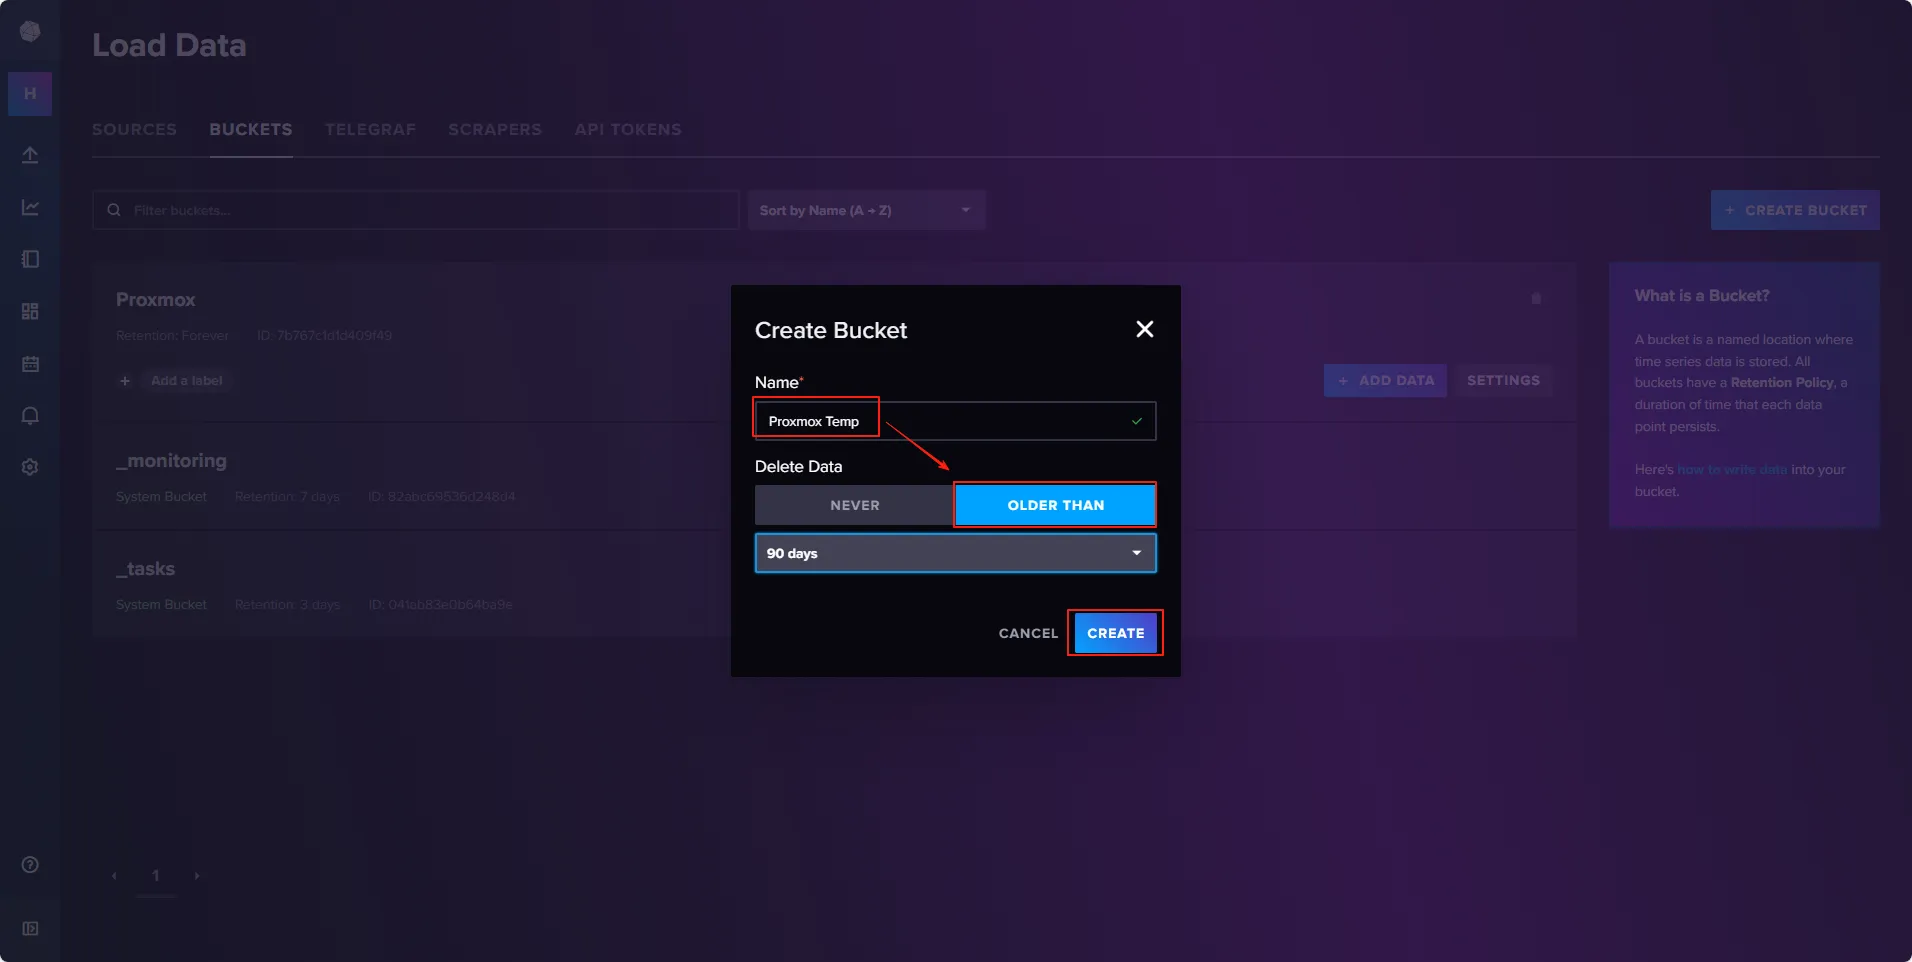 Load Data
H
SOURCES BUCKETS TELEGRAF SCRAPERS API TOKENS
Filter buckets...
Sort by Name (A → Z)
+ CREATE BUCKET
Proxmox
Retention: Forever ID: 7b767c1d1d409f49
+ Add a label
+ ADD DATA SETTINGS
_monitoring
System Bucket Retention: 7 days ID: 82abc69536d248d4
_tasks
System Bucket Retention: 3 days ID: 041ab83e0b64ba9e
1
What is a Bucket?
A bucket is a named location where
time series data is stored. All
buckets have a Retention Policy, a
duration of time that each data
point persists.
Here's how to write data into your
bucket.
Create Bucket
Name*
Proxmox Temp
Delete Data
NEVER OLDER THAN
90 days
CANCEL CREATE